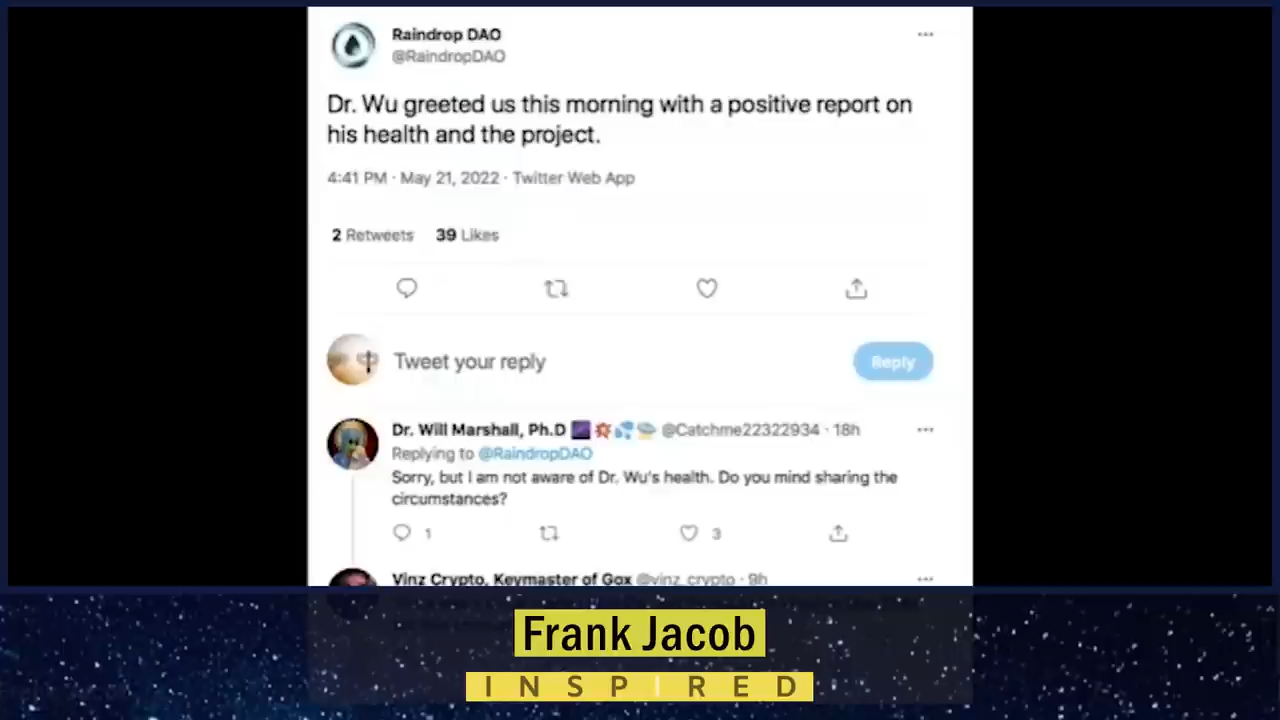 Raindrop DAO
@RaindropDAO
Dr. Wu greeted us this morning with a positive report on
his health and the project.
4:41 PM · May 21, 2022 · Twitter Web App
2 Retweets 39 Likes
Tweet your reply
Reply
Dr. Will Marshall, Ph.D @Catchme22322934 · 18h
Replying to @RaindropDAO
Sorry, but I am not aware of Dr. Wu's health. Do you mind sharing the
circumstances?
1 3
Vinz Crypto, Keymaster of Gox @vinz_crypto · 9h
Frank Jacob
INSPIRED